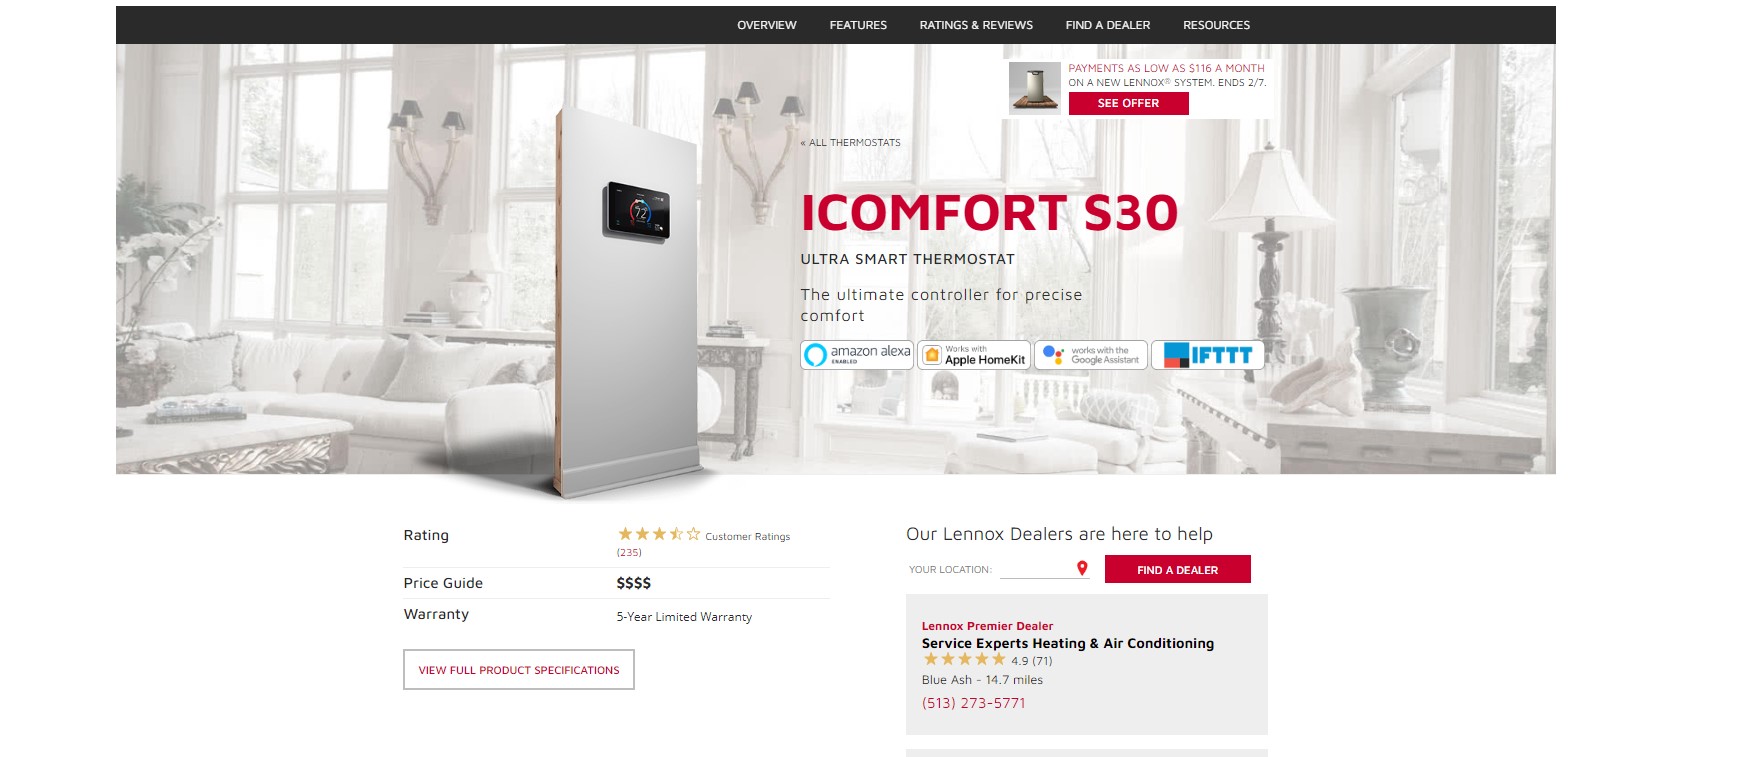 OVERVIEW FEATURES RATINGS & REVIEWS FIND A DEALER RESOURCES
PAYMENTS AS LOW AS $116 A MONTH
ON A NEW LENNOX® SYSTEM. ENDS 2/7.
SEE OFFER
« ALL THERMOSTATS
ICOMFORT S30
ULTRA SMART THERMOSTAT
The ultimate controller for precise
comfort
amazon alexa
ENABLED
Works with
Apple HomeKit
works with the
Google Assistant
IFTTT
72
Rating
Customer Ratings
(235)
Price Guide
$$$$
Warranty
5-Year Limited Warranty
VIEW FULL PRODUCT SPECIFICATIONS
Our Lennox Dealers are here to help
YOUR LOCATION:
FIND A DEALER
Lennox Premier Dealer
Service Experts Heating & Air Conditioning
4.9 (71)
Blue Ash - 14.7 miles
(513) 273-5771